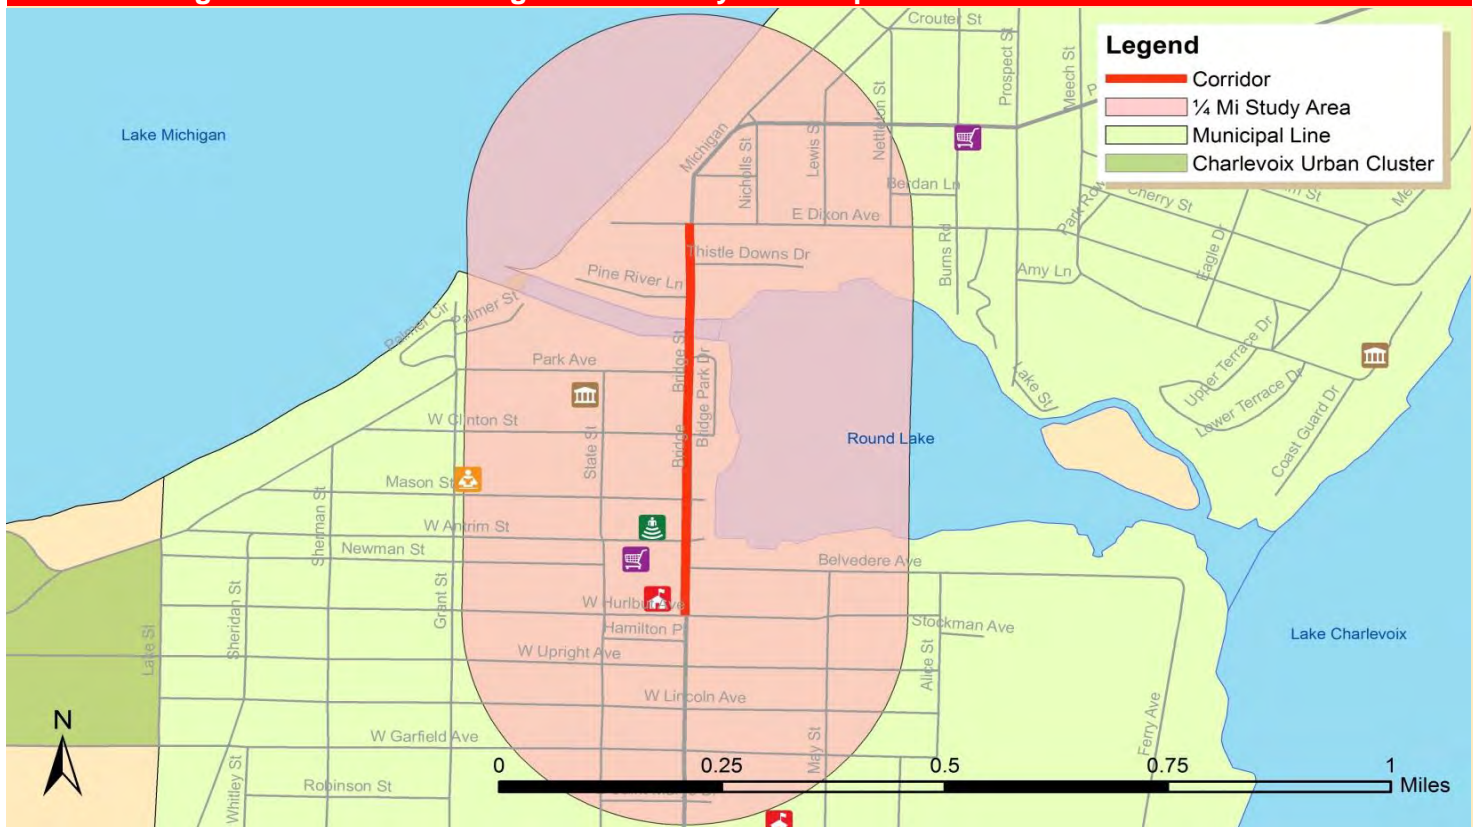 Crouter St
Legend
Corridor
¼ Mi Study Area
Municipal Line
Charlevoix Urban Cluster
Lake Michigan
Michigan
Nicholls St
Lewis S
Nettleton St
Prospect St
Meech St
P
Berdan Ln
E Dixon Ave
Park Row
Cherry St
Me
Thistle Downs Dr
Pine River Ln
Burns Rd
Amy Ln
Eagle Dr
Palmer Cir
Palmer St
Park Ave
Bridge St
Bridge Park Dr
Upper Terrace Dr
Lower Terrace Dr
Lake St
Coast Guard Dr
W Clinton St
State St
Bridge
Round Lake
Mason St
Sherman St
W Antrim St
Newman St
Belvedere Ave
Grant St
Sheridan St
W Hurlbut Ave
Hamilton Pl
Stockman Ave
Lake St
W Upright Ave
Alice St
Lake Charlevoix
W Lincoln Ave
N
W Garfield Ave
May St
Ferry Ave
Whitley St
Robinson St
0 0.25 0.5 0.75 1
Miles